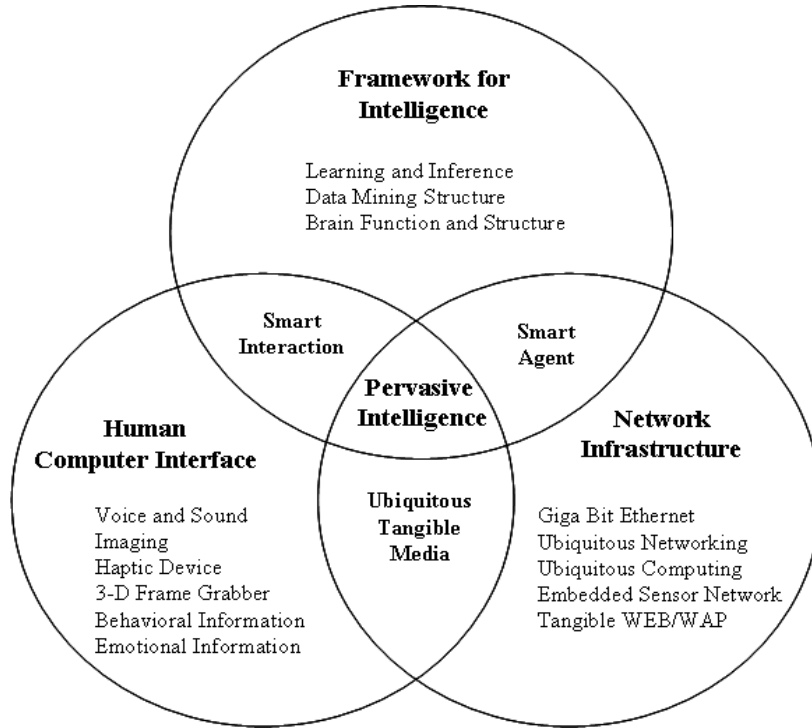 Framework for
Intelligence
Learning and Inference
Data Mining Structure
Brain Function and Structure
Smart
Interaction
Smart
Agent
Pervasive
Intelligence
Human
Computer Interface
Voice and Sound
Imaging
Haptic Device
3-D Frame Grabber
Behavioral Information
Emotional Information
Ubiquitous
Tangible
Media
Network
Infrastructure
Giga Bit Ethernet
Ubiquitous Networking
Ubiquitous Computing
Embedded Sensor Network
Tangible WEB/WAP